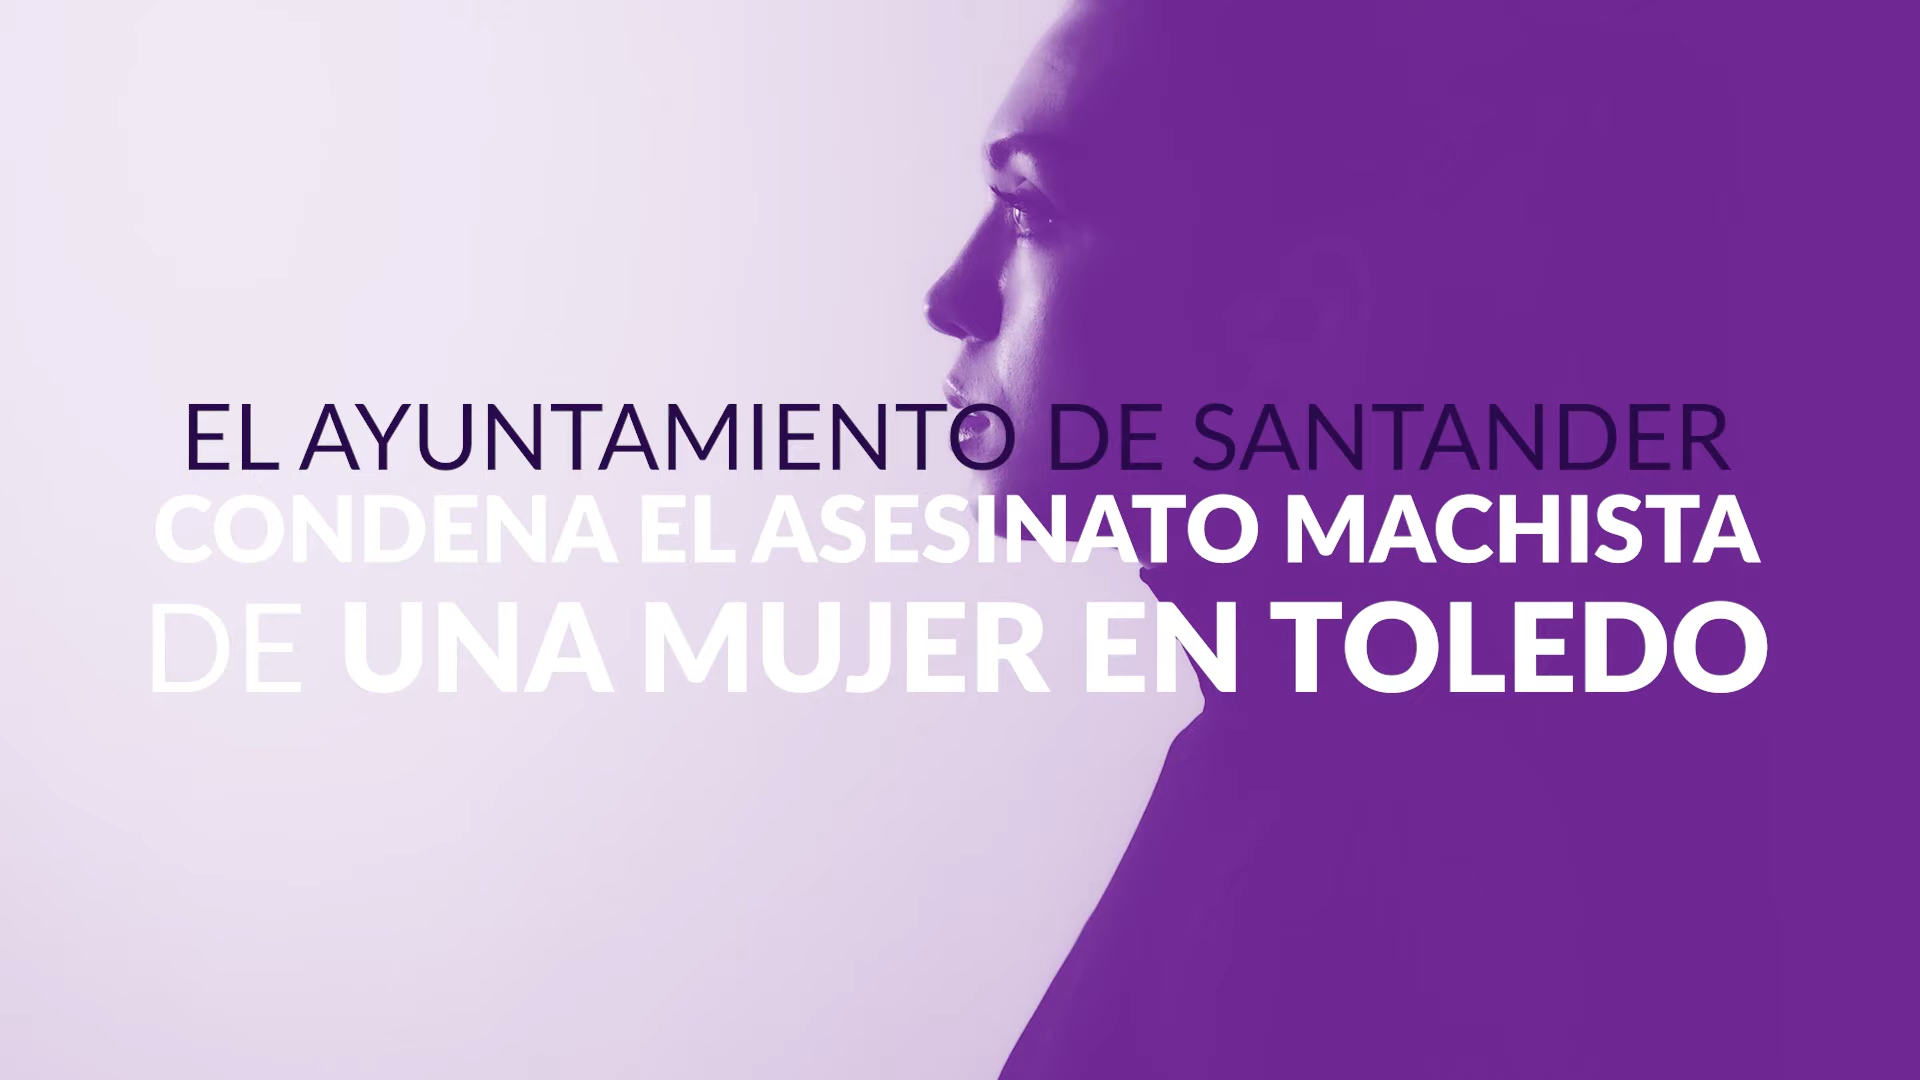 EL AYUNTAMIENTO DE SANTANDER
CONDENA EL ASESINATO MACHISTA
DE UNA MUJER EN TOLEDO